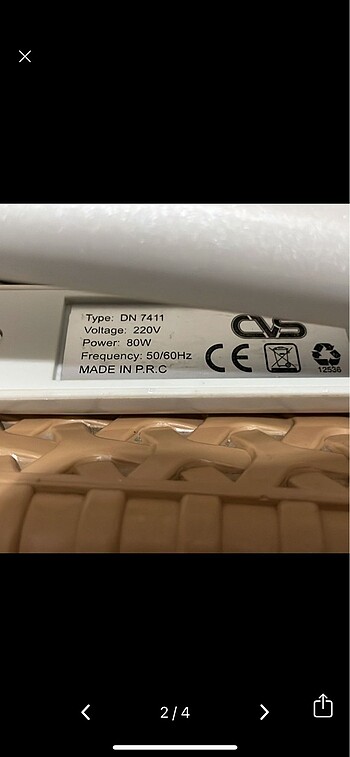 Type: DN 7411
Voltage: 220V
Power: 80W
Frequency: 50/60Hz
MADE IN P.R.C
CVS
CE
12536
2/4